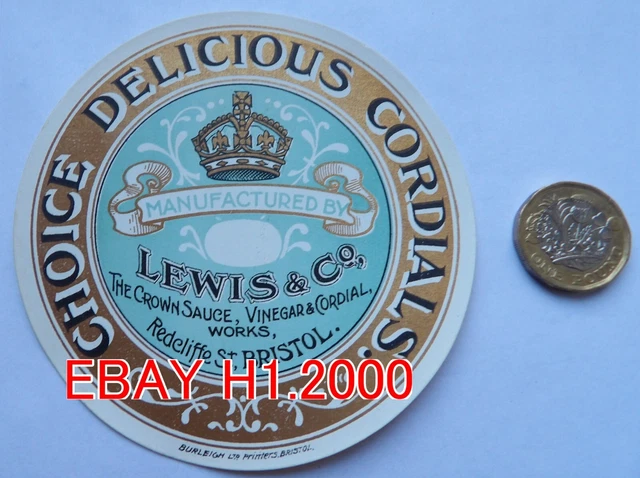 CHOICE DELICIOUS CORDIALS.
MANUFACTURED BY
LEWIS & Co,
THE CROWN SAUCE, VINEGAR & CORDIAL,
WORKS,
Redcliffe St, BRISTOL.
EBAY H1.2000
BURLEIGH LTD Printers, BRISTOL.
ONE POUND